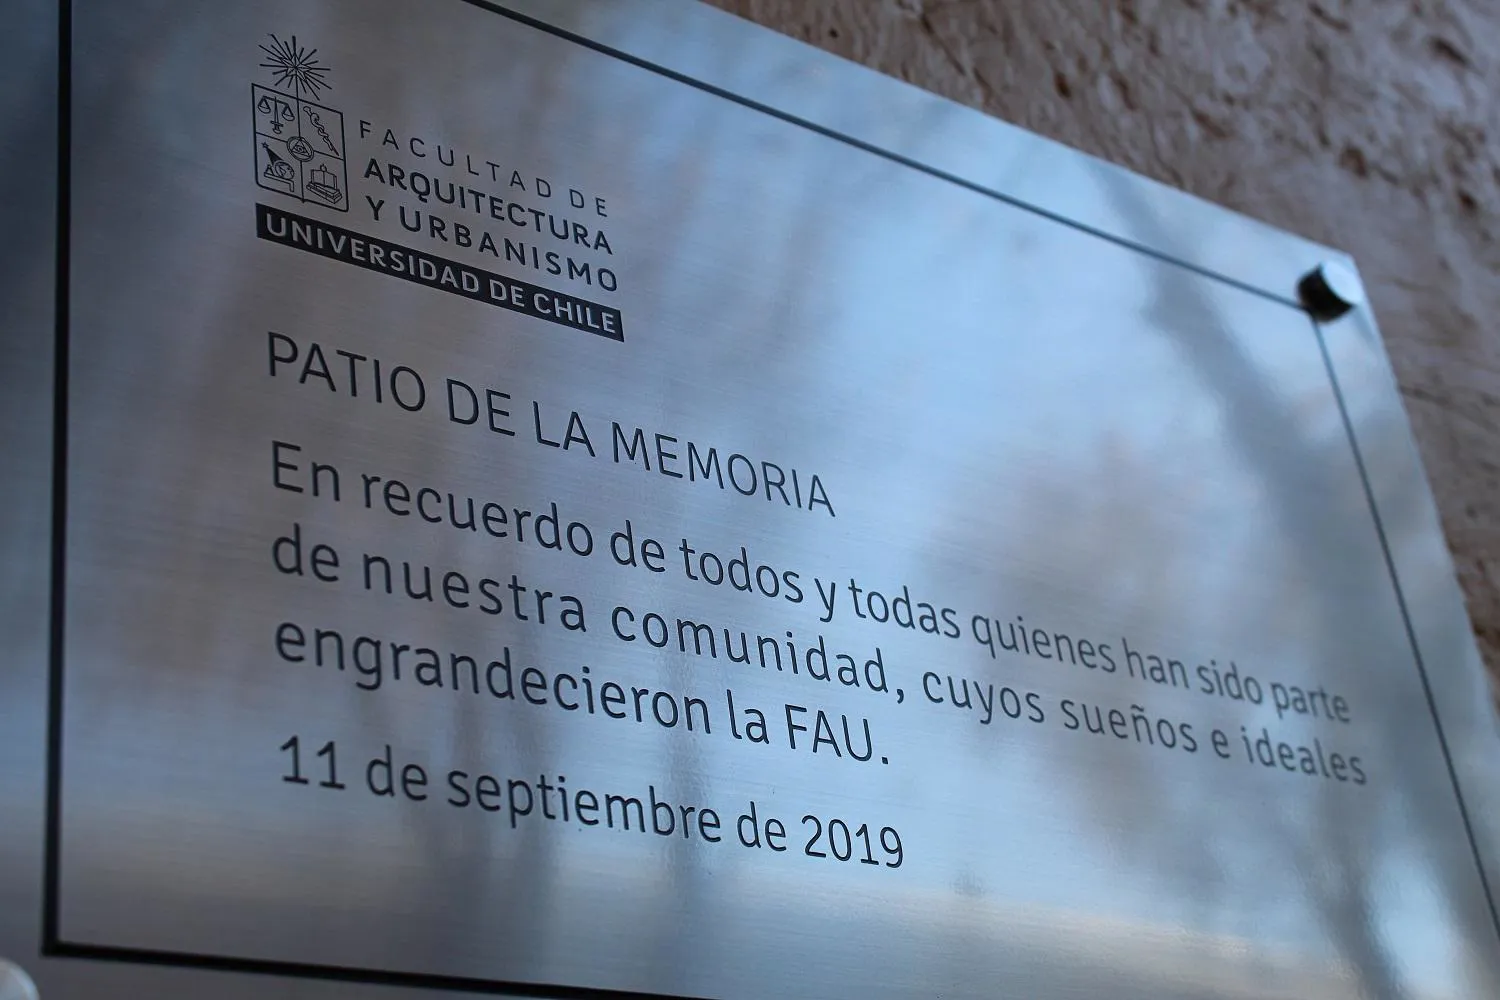 FACULTAD DE
ARQUITECTURA
Y URBANISMO
UNIVERSIDAD DE CHILE
PATIO DE LA MEMORIA
En recuerdo de todos y todas quienes han sido parte
de nuestra comunidad, cuyos sueños e ideales
engrandecieron la FAU.
11 de septiembre de 2019